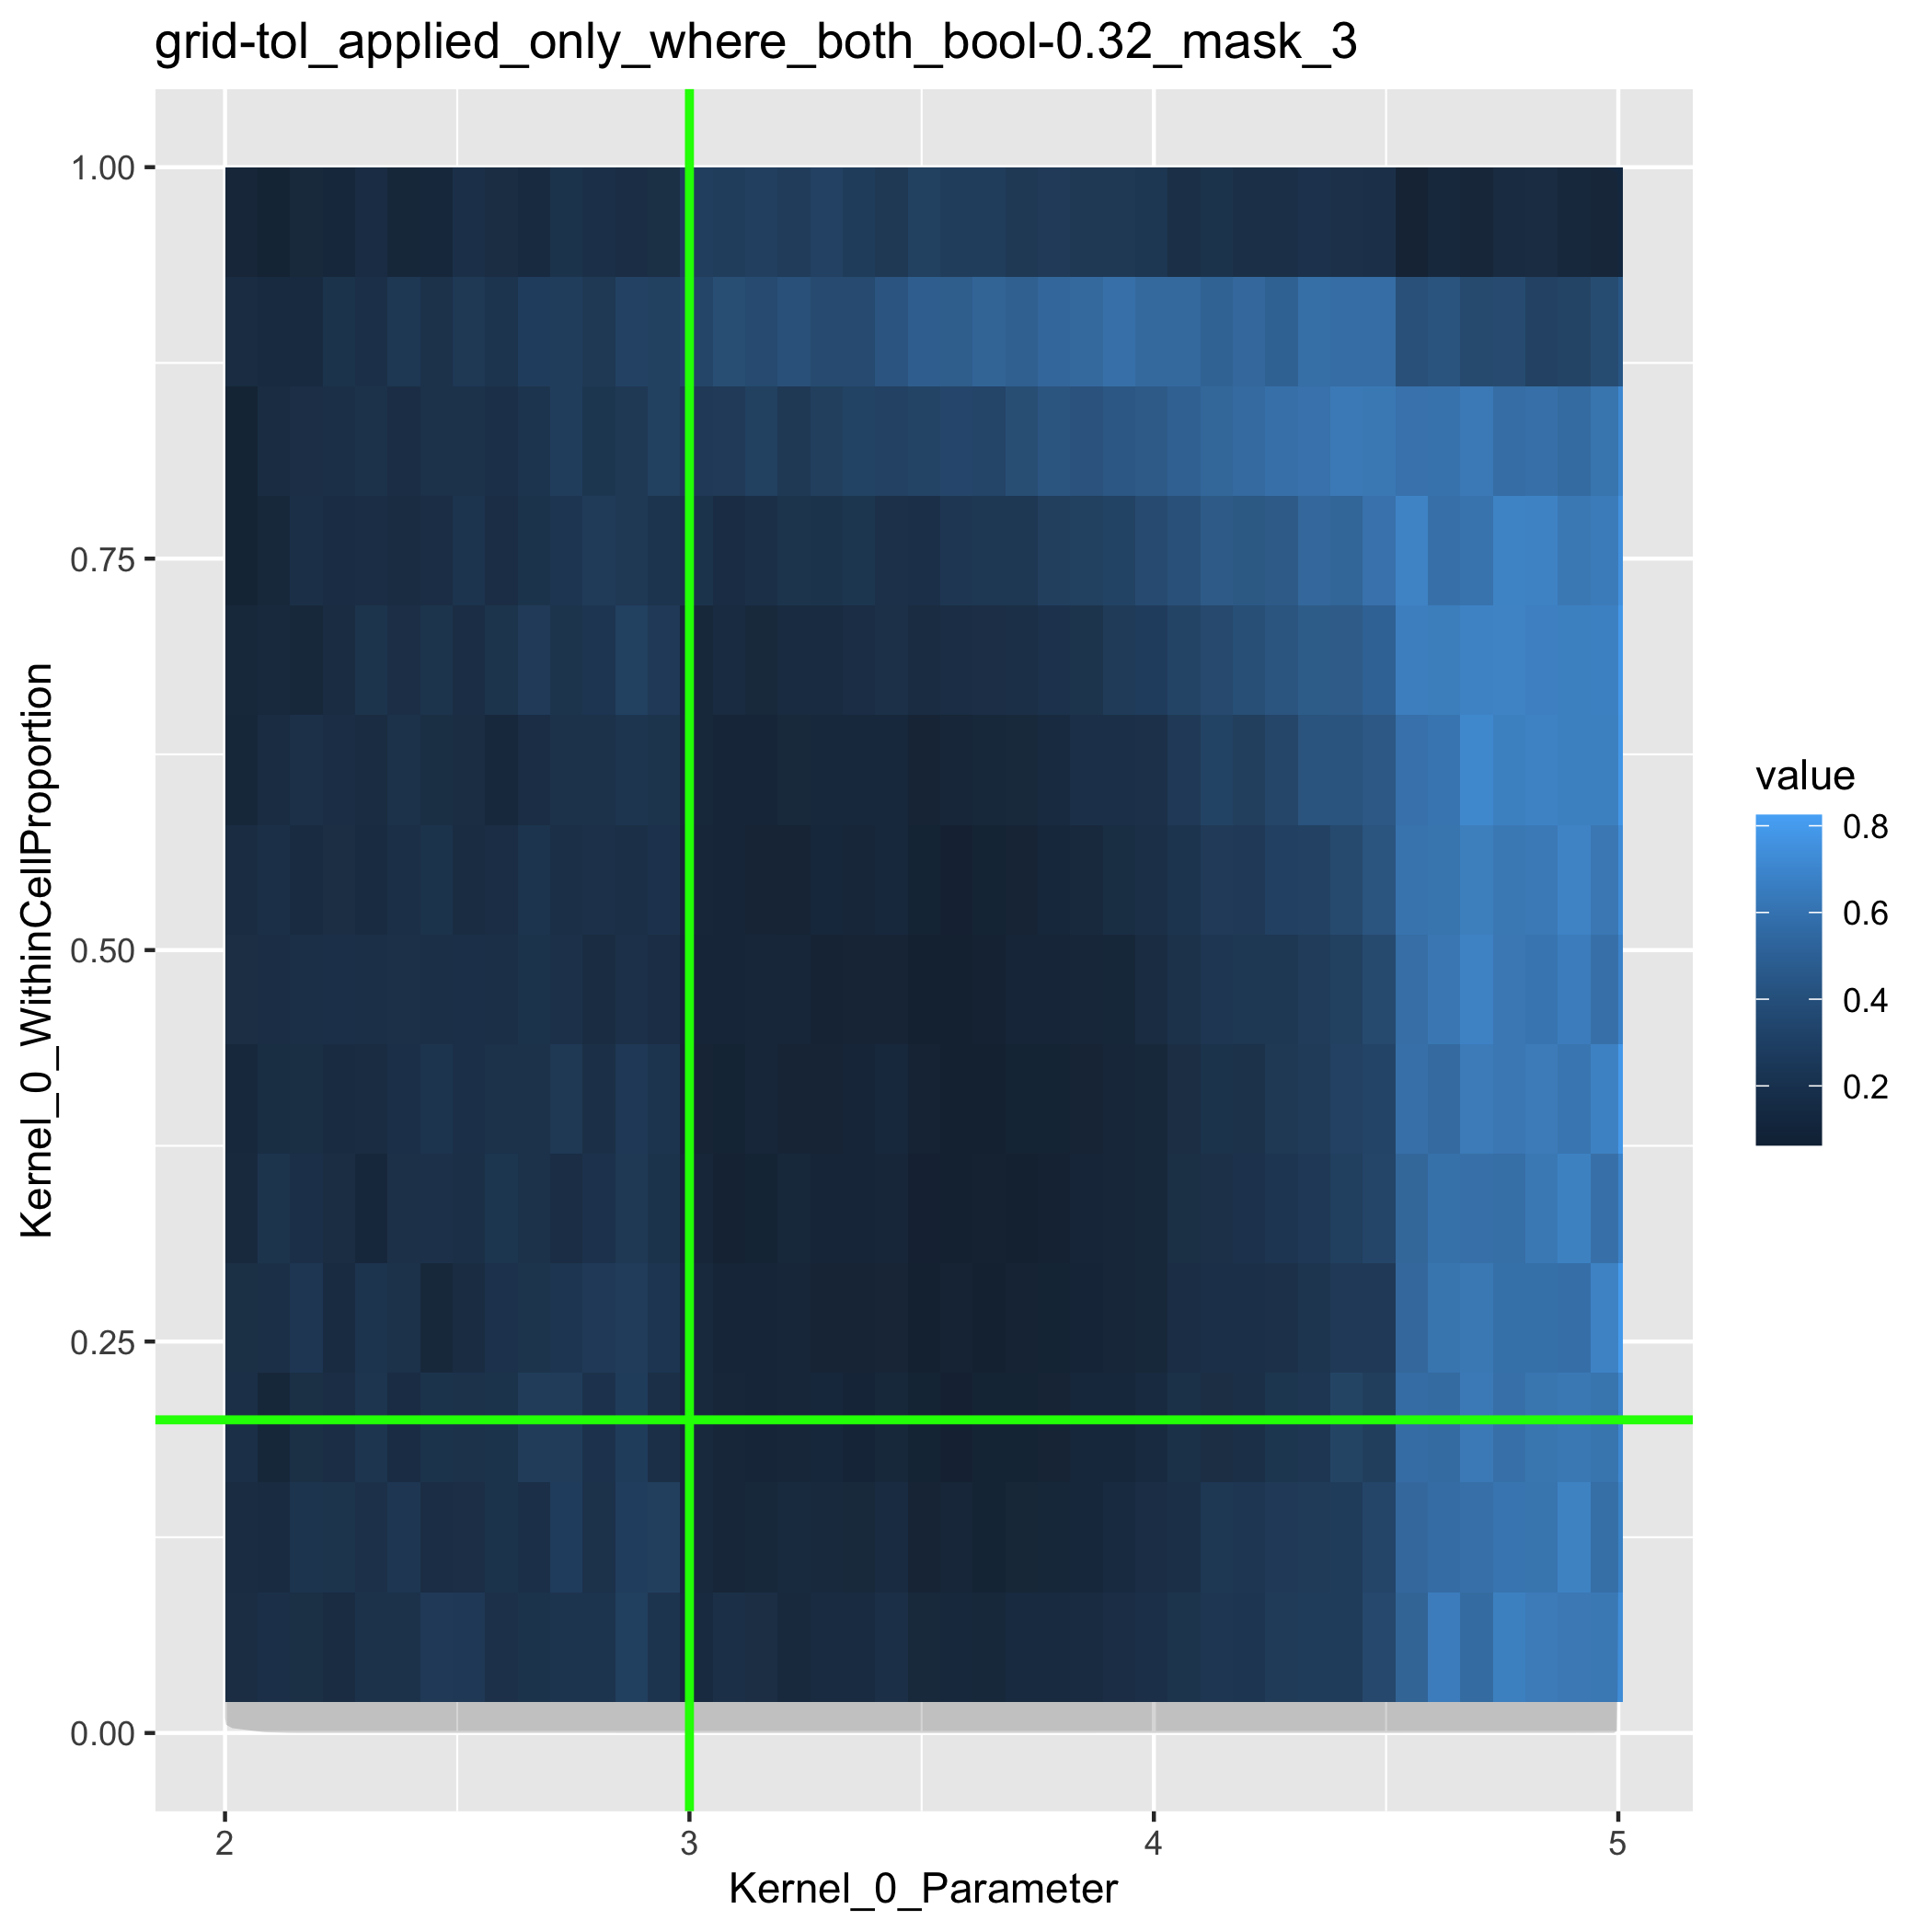 grid-tol_applied_only_where_both_bool-0.32_mask_3
Kernel_0_WithinCellProportion
1.00
0.75
0.50
0.25
0.00
2 3 4 5
Kernel_0_Parameter
value
0.8
0.6
0.4
0.2